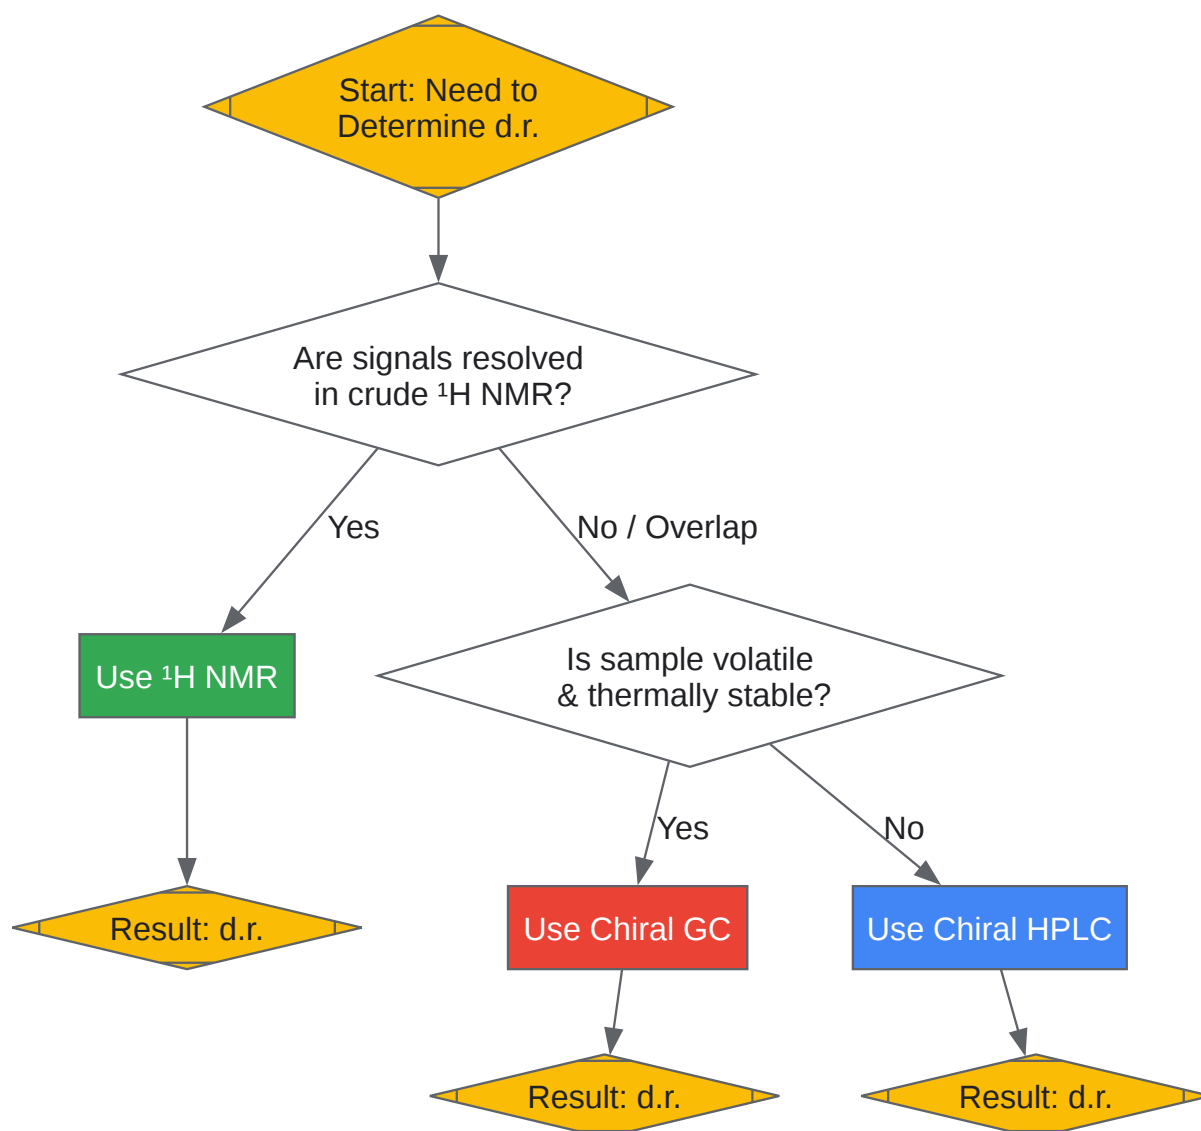 Start: Need to
Determine d.r.
Are signals resolved
in crude ¹H NMR?
Yes
No / Overlap
Use ¹H NMR
Is sample volatile
& thermally stable?
Yes
No
Result: d.r.
Use Chiral GC
Use Chiral HPLC
Result: d.r.
Result: d.r.